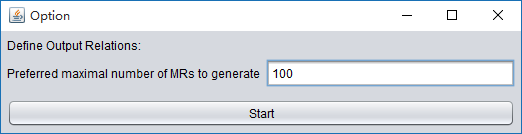 Option
Define Output Relations:
Preferred maximal number of MRs to generate 100
Start